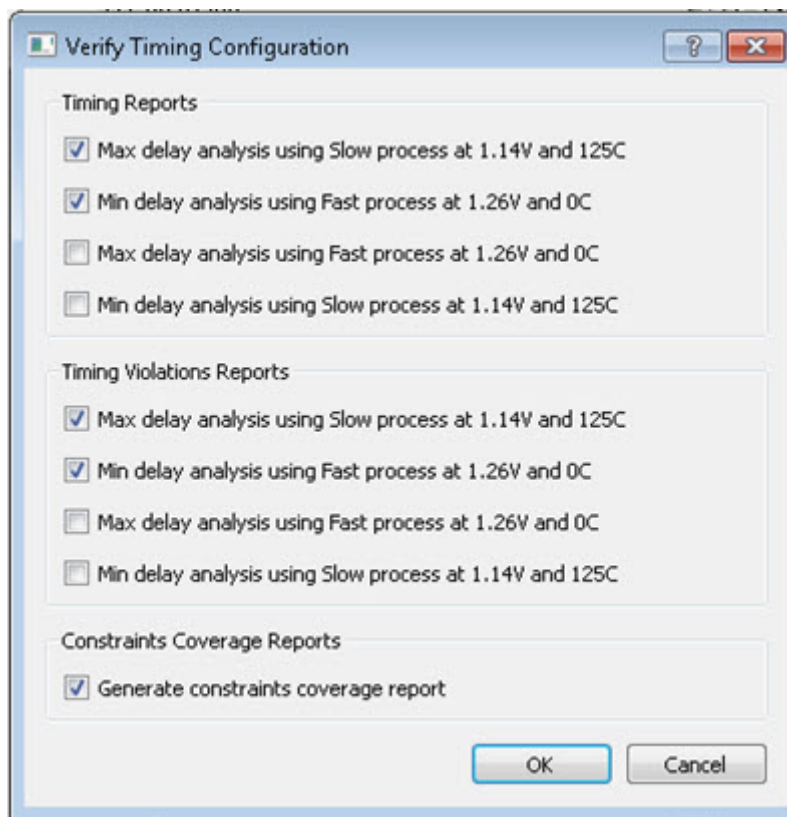 Verify Timing Configuration
Timing Reports
Max delay analysis using Slow process at 1.14V and 125C
Min delay analysis using Fast process at 1.26V and 0C
Max delay analysis using Fast process at 1.26V and 0C
Min delay analysis using Slow process at 1.14V and 125C
Timing Violations Reports
Max delay analysis using Slow process at 1.14V and 125C
Min delay analysis using Fast process at 1.26V and 0C
Max delay analysis using Fast process at 1.26V and 0C
Min delay analysis using Slow process at 1.14V and 125C
Constraints Coverage Reports
Generate constraints coverage report
OK Cancel